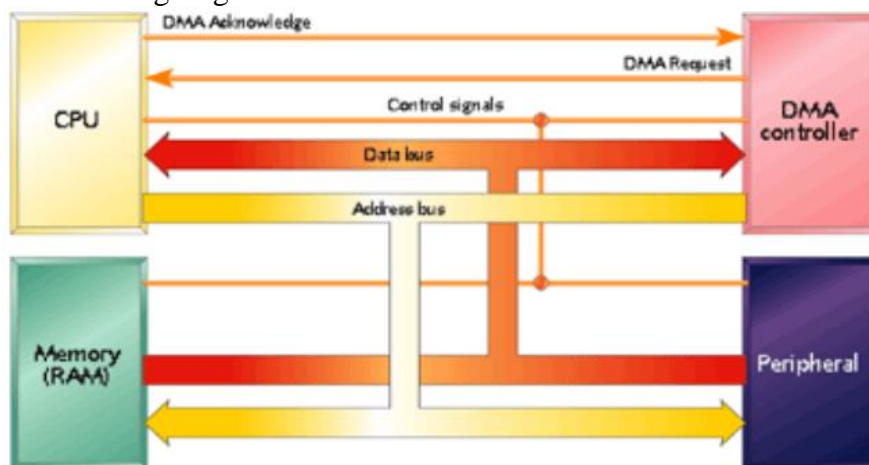 DMA Acknowledge
DMA Request
Control signals
CPU
DMA
controller
Data bus
Address bus
Memory
(RAM)
Peripheral